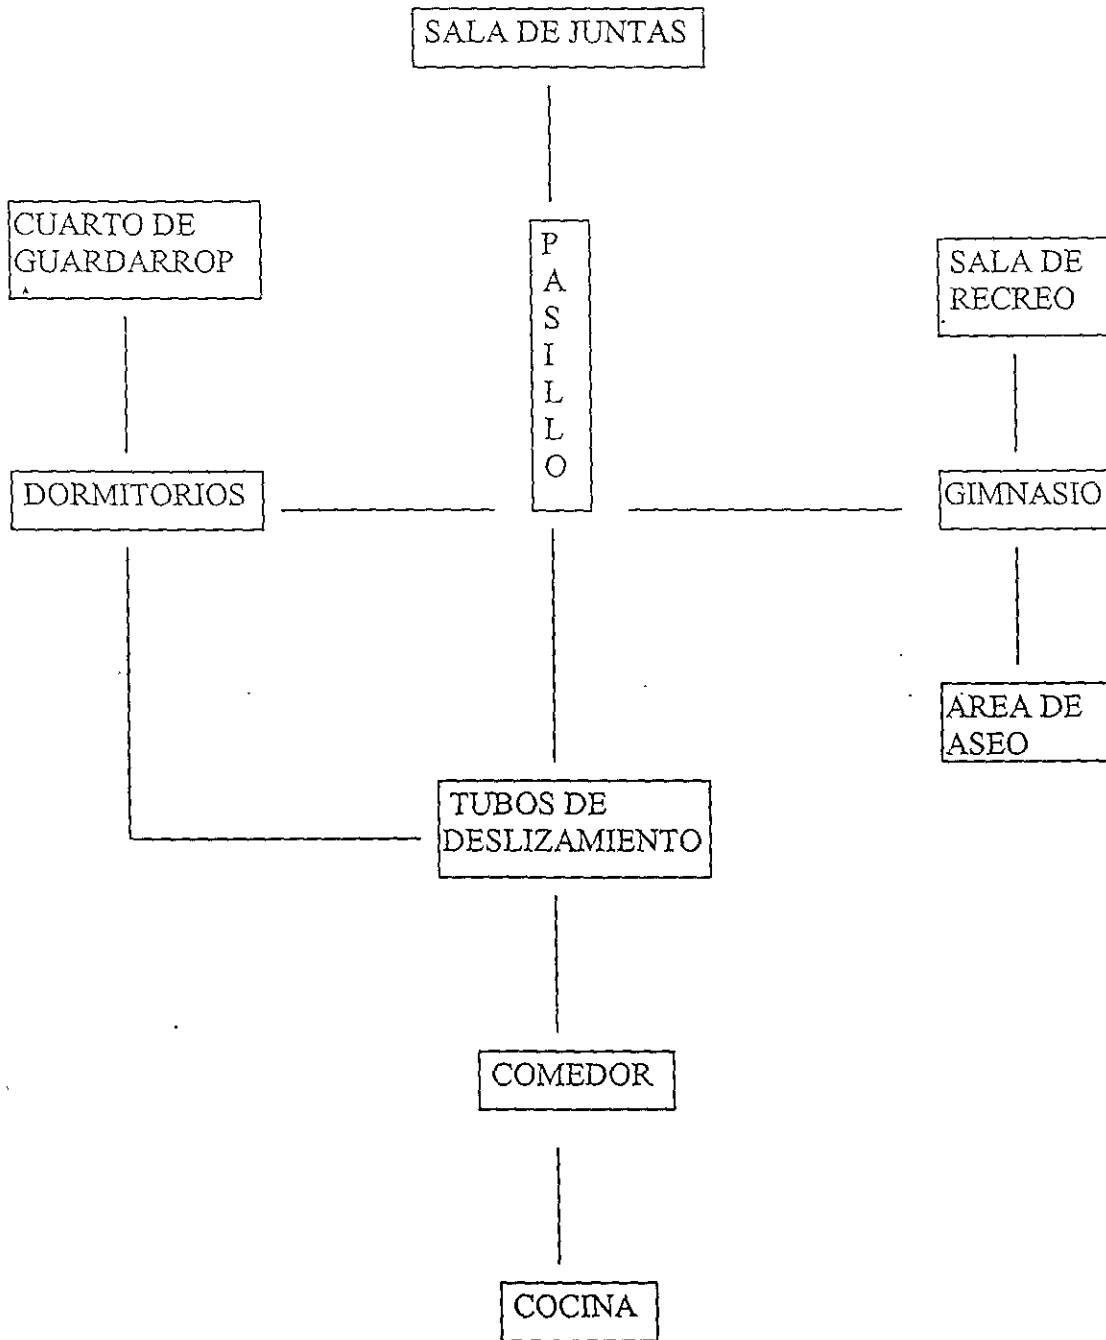 SALA DE JUNTAS
CUARTO DE
GUARDARROP
A
P
A
S
I
L
L
O
SALA DE
RECREO
DORMITORIOS
GIMNASIO
AREA DE
ASEO
TUBOS DE
DESLIZAMIENTO
COMEDOR
COCINA